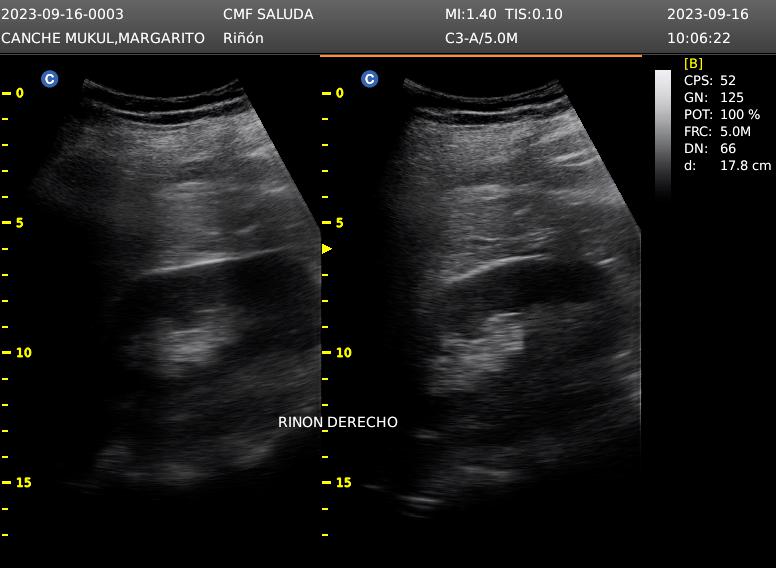 2023-09-16-0003 CMF SALUDA MI:1.40 TIS:0.10 2023-09-16
CANCHE MUKUL,MARGARITO Riñón C3-A/5.0M 10:06:22
[B]
CPS: 52
GN: 125
POT: 100 %
FRC: 5.0M
DN: 66
d: 17.8 cm
C C
0 0
5 5
10 10
RINON DERECHO
15 15